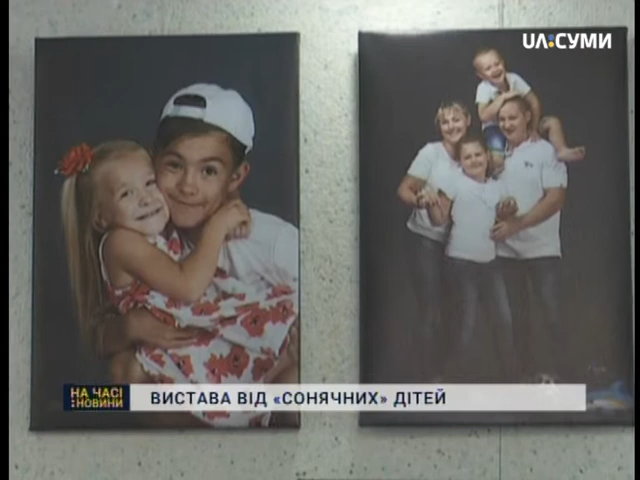 UA:СУМИ
НА ЧАСІ
:НОВИНИ
ВИСТАВА ВІД «СОНЯЧНИХ» ДІТЕЙ